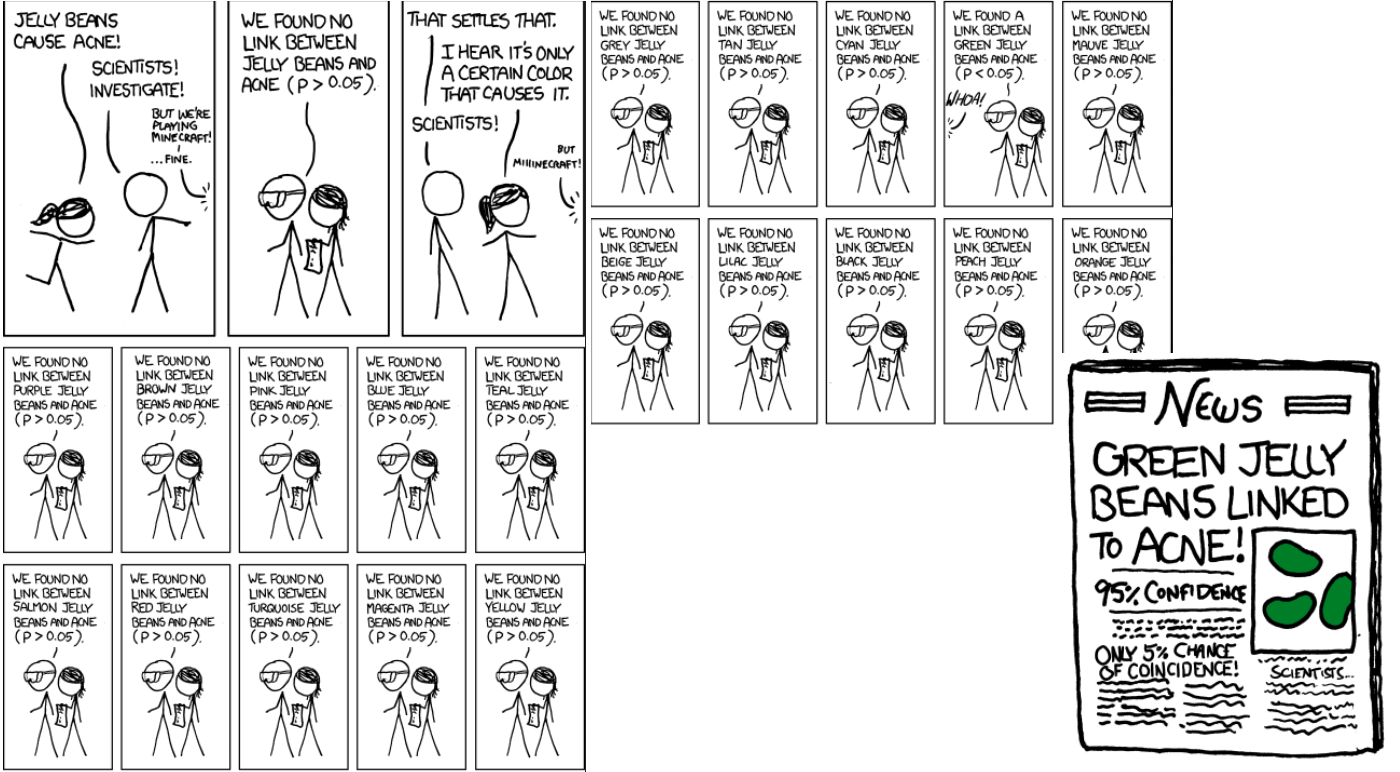 JELLY BEANS
CAUSE ACNE!
SCIENTISTS!
INVESTIGATE!
BUT WE'RE
PLAYING
MINECRAFT!
...FINE.
WE FOUND NO
LINK BETWEEN
JELLY BEANS AND
ACNE (P > 0.05).
THAT SETTLES THAT.
I HEAR IT'S ONLY
A CERTAIN COLOR
THAT CAUSES IT.
SCIENTISTS!
BUT
MIIIINECRAFT!
WE FOUND NO
LINK BETWEEN
PURPLE JELLY
BEANS AND ACNE
(P > 0.05).
WE FOUND NO
LINK BETWEEN
BROWN JELLY
BEANS AND ACNE
(P > 0.05).
WE FOUND NO
LINK BETWEEN
PINK JELLY
BEANS AND ACNE
(P > 0.05).
WE FOUND NO
LINK BETWEEN
BLUE JELLY
BEANS AND ACNE
(P > 0.05).
WE FOUND NO
LINK BETWEEN
TEAL JELLY
BEANS AND ACNE
(P > 0.05).
WE FOUND NO
LINK BETWEEN
SALMON JELLY
BEANS AND ACNE
(P > 0.05).
WE FOUND NO
LINK BETWEEN
RED JELLY
BEANS AND ACNE
(P > 0.05).
WE FOUND NO
LINK BETWEEN
TURQUOISE JELLY
BEANS AND ACNE
(P > 0.05).
WE FOUND NO
LINK BETWEEN
MAGENTA JELLY
BEANS AND ACNE
(P > 0.05).
WE FOUND NO
LINK BETWEEN
YELLOW JELLY
BEANS AND ACNE
(P > 0.05).
WE FOUND NO
LINK BETWEEN
GREY JELLY
BEANS AND ACNE
(P > 0.05).
WE FOUND NO
LINK BETWEEN
TAN JELLY
BEANS AND ACNE
(P > 0.05).
WE FOUND NO
LINK BETWEEN
CYAN JELLY
BEANS AND ACNE
(P > 0.05).
WE FOUND A
LINK BETWEEN
GREEN JELLY
BEANS AND ACNE
(P < 0.05).
WHOA!
WE FOUND NO
LINK BETWEEN
MAUVE JELLY
BEANS AND ACNE
(P > 0.05).
WE FOUND NO
LINK BETWEEN
BEIGE JELLY
BEANS AND ACNE
(P > 0.05).
WE FOUND NO
LINK BETWEEN
LILAC JELLY
BEANS AND ACNE
(P > 0.05).
WE FOUND NO
LINK BETWEEN
BLACK JELLY
BEANS AND ACNE
(P > 0.05).
WE FOUND NO
LINK BETWEEN
PEACH JELLY
BEANS AND ACNE
(P > 0.05).
WE FOUND NO
LINK BETWEEN
ORANGE JELLY
BEANS AND ACNE
(P > 0.05).
NEWS
GREEN JELLY
BEANS LINKED
TO ACNE!
95% CONFIDENCE
ONLY 5% CHANCE
OF COINCIDENCE!
SCIENTISTS...